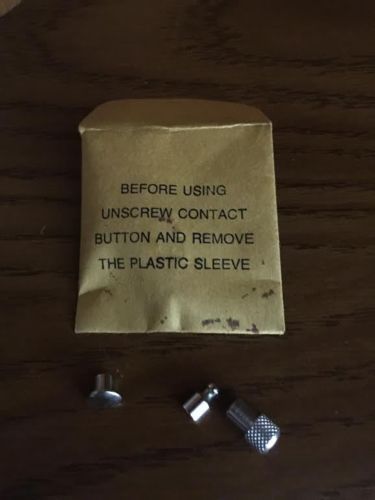 BEFORE USING
UNSCREW CONTACT
BUTTON AND REMOVE
THE PLASTIC SLEEVE